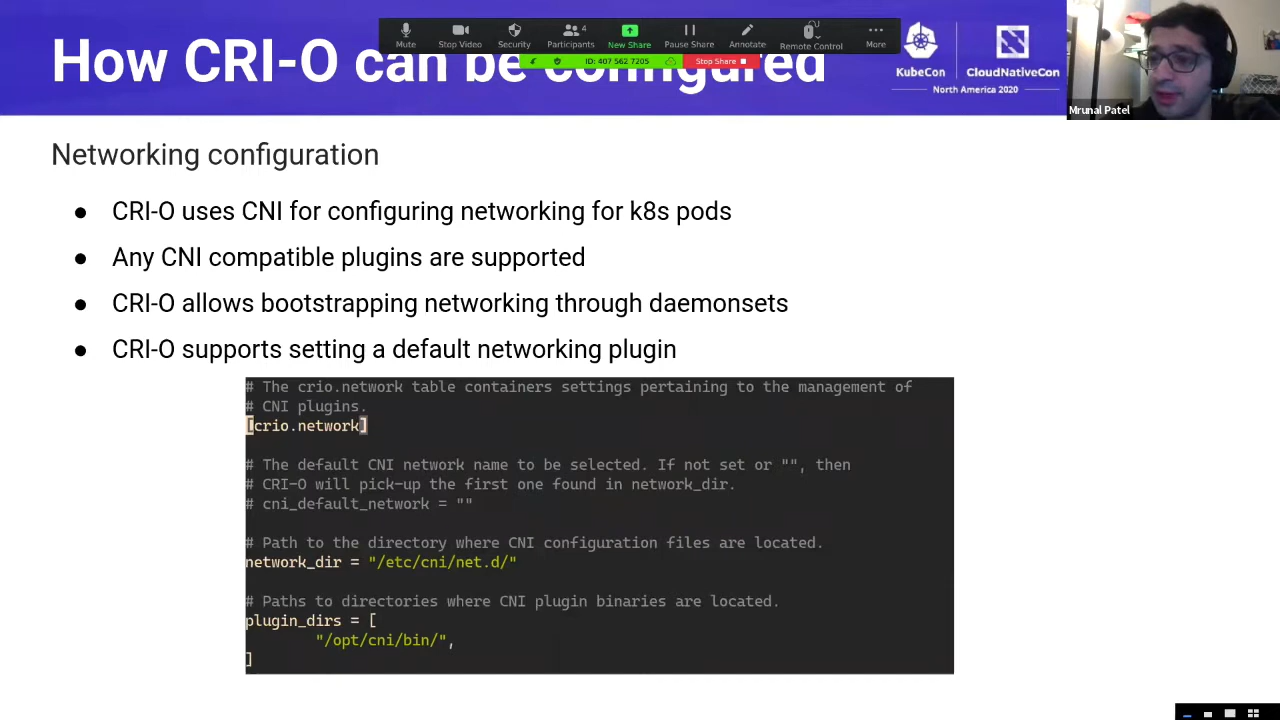 How CRI-O can be configured
Mute
Stop Video
Security
Participants
4
New Share
Pause Share
Annotate
Remote Control
More
ID: 407 562 7205
Stop Share
KubeCon
CloudNativeCon
North America 2020
Mrunal Patel
Networking configuration
● CRI-O uses CNI for configuring networking for k8s pods
● Any CNI compatible plugins are supported
● CRI-O allows bootstrapping networking through daemonsets
● CRI-O supports setting a default networking plugin
# The crio.network table containers settings pertaining to the management of
# CNI plugins.
[crio.network]
# The default CNI network name to be selected. If not set or "", then
# CRI-O will pick-up the first one found in network_dir.
# cni_default_network = ""
# Path to the directory where CNI configuration files are located.
network_dir = "/etc/cni/net.d/"
# Paths to directories where CNI plugin binaries are located.
plugin_dirs = [
"/opt/cni/bin/",
]